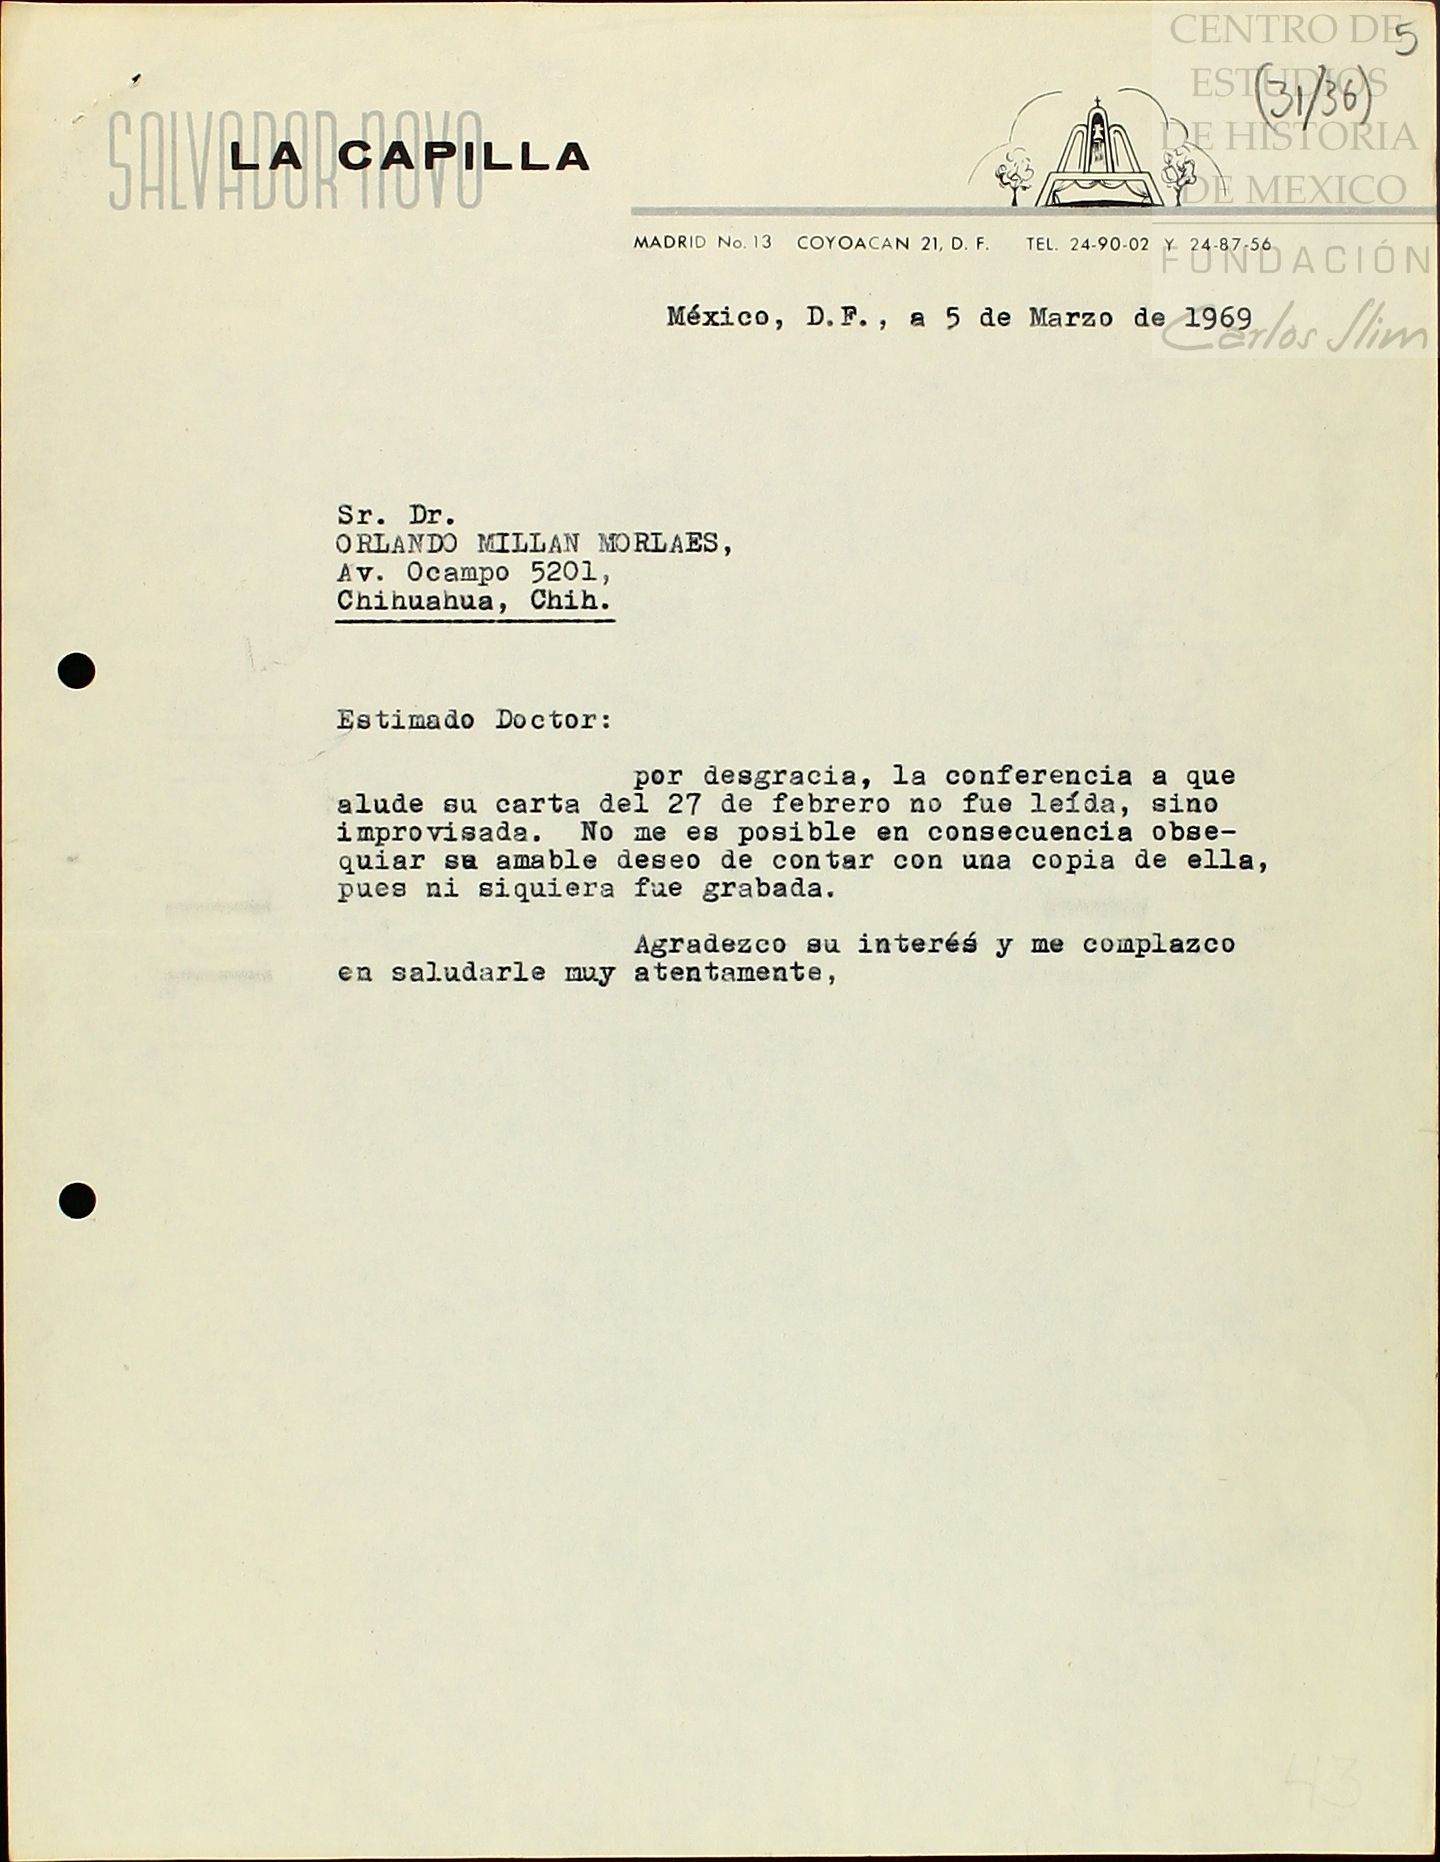 5
(31/36)
CENTRO DE
ESTUDIOS
DE HISTORIA
DE MEXICO
FUNDACIÓN
Carlos Slim
SALVADOR NOVO
LA CAPILLA
MADRID No. 13 COYOACAN 21, D. F. TEL. 24-90-02 Y 24-87-56
México, D.F., a 5 de Marzo de 1969
Sr. Dr.
ORLANDO MILLAN MORLAES,
Av. Ocampo 5201,
Chihuahua, Chih.
Estimado Doctor:
por desgracia, la conferencia a que
alude su carta del 27 de febrero no fue leída, sino
improvisada. No me es posible en consecuencia obse-
quiar su amable deseo de contar con una copia de ella,
pues ni siquiera fue grabada.
Agradezco su interéś y me complazco
en saludarle muy atentamente,
43